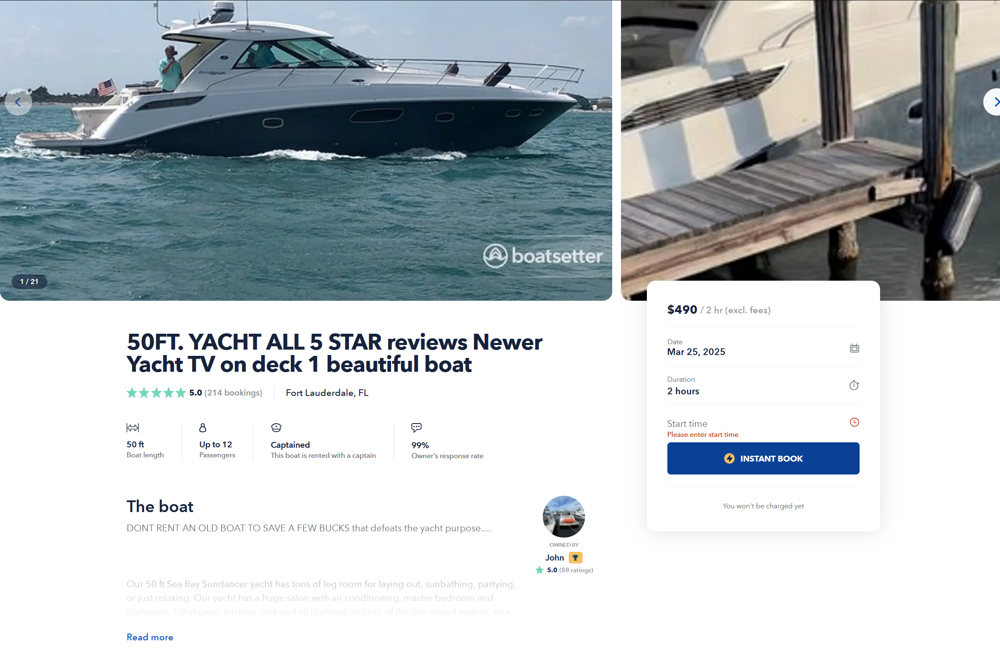 boatsetter
1 / 21
$490 / 2 hr (excl. fees)
Date
Mar 25, 2025
Duration
2 hours
Start time
Please enter start time
INSTANT BOOK
You won't be charged yet
50FT. YACHT ALL 5 STAR reviews Newer
Yacht TV on deck 1 beautiful boat
5.0 (214 bookings)
Fort Lauderdale, FL
50 ft
Boat length
Up to 12
Passengers
Captained
This boat is rented with a captain
99%
Owner’s response rate
The boat
DONT RENT AN OLD BOAT TO SAVE A FEW BUCKS that defeats the yacht purpose....
OWNED BY
John
5.0 (88 ratings)
Our 50 ft Sea Ray Sundancer yacht has tons of leg room for laying out, sunbathing, partying,
or just relaxing. Our yacht has a huge salon with air conditioning, master bedroom and
bathroom, full shower, kitchen, Sink and all updated and top of the line sound system, sma...
Read more